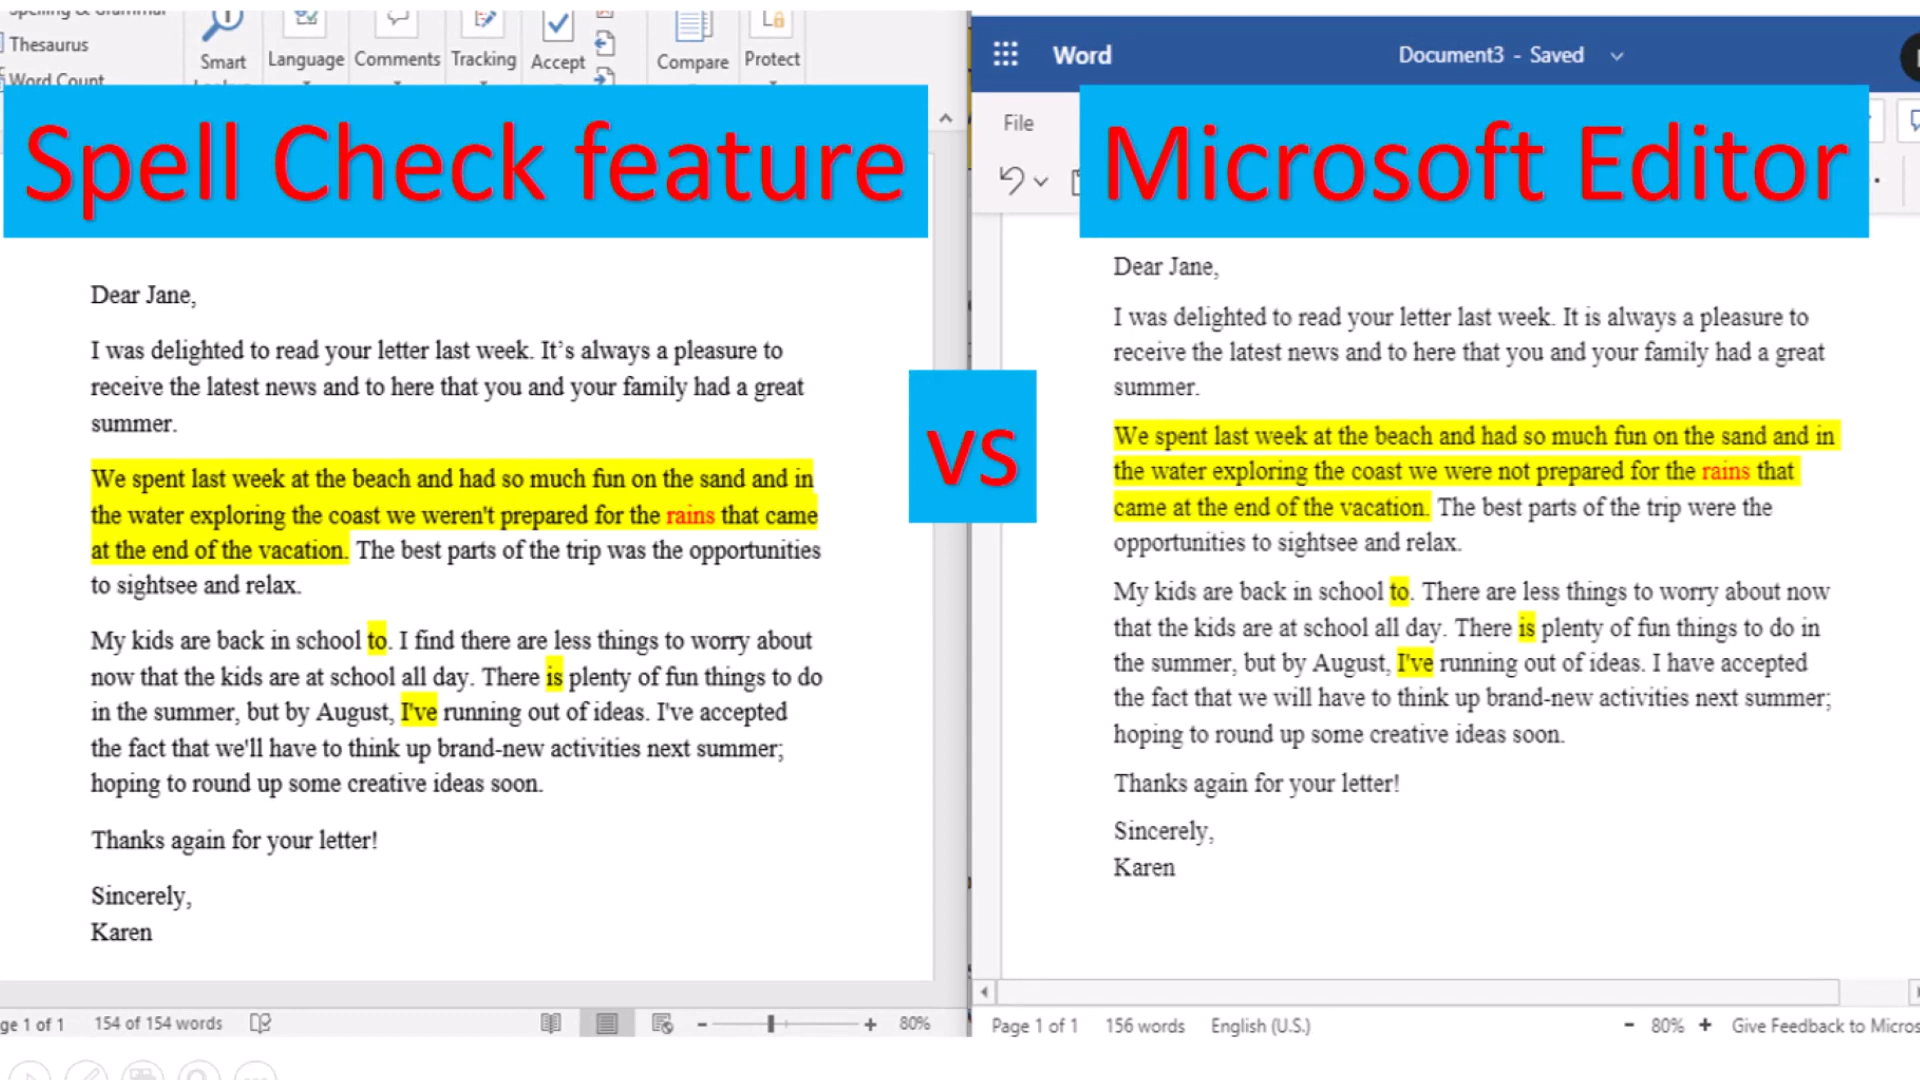 Spelling & Grammar
Thesaurus
Word Count
Smart
Language
Comments
Tracking
Accept
Compare
Protect
Spell Check feature
Dear Jane,
I was delighted to read your letter last week. It’s always a pleasure to
receive the latest news and to here that you and your family had a great
summer.
We spent last week at the beach and had so much fun on the sand and in
the water exploring the coast we weren't prepared for the rains that came
at the end of the vacation. The best parts of the trip was the opportunities
to sightsee and relax.
My kids are back in school to. I find there are less things to worry about
now that the kids are at school all day. There is plenty of fun things to do
in the summer, but by August, I've running out of ideas. I've accepted
the fact that we'll have to think up brand-new activities next summer;
hoping to round up some creative ideas soon.
Thanks again for your letter!
Sincerely,
Karen
ge 1 of 1
154 of 154 words
80%
vs
Word
Document3 - Saved
File
Microsoft Editor
Dear Jane,
I was delighted to read your letter last week. It is always a pleasure to
receive the latest news and to here that you and your family had a great
summer.
We spent last week at the beach and had so much fun on the sand and in
the water exploring the coast we were not prepared for the rains that
came at the end of the vacation. The best parts of the trip were the
opportunities to sightsee and relax.
My kids are back in school to. There are less things to worry about now
that the kids are at school all day. There is plenty of fun things to do in
the summer, but by August, I've running out of ideas. I have accepted
the fact that we will have to think up brand-new activities next summer;
hoping to round up some creative ideas soon.
Thanks again for your letter!
Sincerely,
Karen
Page 1 of 1
156 words
English (U.S.)
80%
Give Feedback to Micros